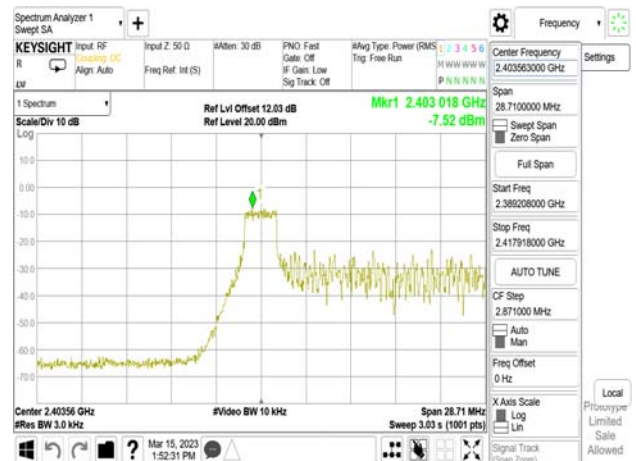 Spectrum Analyzer 1
Swept SA
Frequency
KEYSIGHT
R
Input: RF
Coupling: DC
Align: Auto
Input Z: 50 Ω
Freq Ref: Int (S)
#Atten: 30 dB
PNO: Fast
Gate: Off
IF Gain: Low
Sig Track: Off
#Avg Type: Power (RMS
Trig: Free Run
1 2 3 4 5 6
M W W W W W
P N N N N N
1 Spectrum
Scale/Div 10 dB
Log
Ref Lvl Offset 12.03 dB
Ref Level 20.00 dBm
Mkr1 2.403 018 GHz
-7.52 dBm
10.0
0.00
-10.0
-20.0
-30.0
-40.0
-50.0
-60.0
-70.0
1
Center 2.40356 GHz
#Res BW 3.0 kHz
#Video BW 10 kHz
Span 28.71 MHz
Sweep 3.03 s (1001 pts)
Mar 15, 2023
1:52:31 PM
Center Frequency
2.403563000 GHz
Span
28.7100000 MHz
Swept Span
Zero Span
Full Span
Start Freq
2.389208000 GHz
Stop Freq
2.417918000 GHz
AUTO TUNE
CF Step
2.871000 MHz
Auto
Man
Freq Offset
0 Hz
X Axis Scale
Log
Lin
Signal Track
(Span Zoom)
Settings
Local
Prototype
Limited
Sale
Allowed